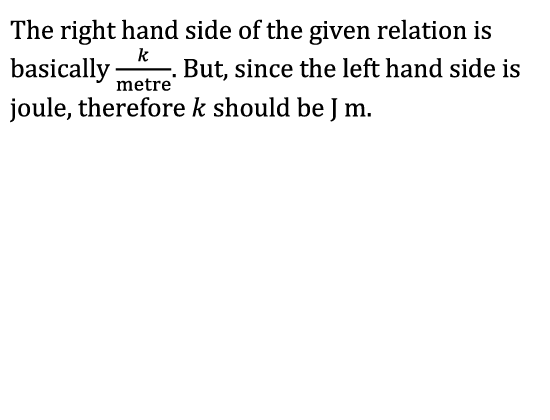 The right hand side of the given relation is
basically $\frac{k}{\text{metre}}$. But, since the left hand side is
joule, therefore $k$ should be J m.